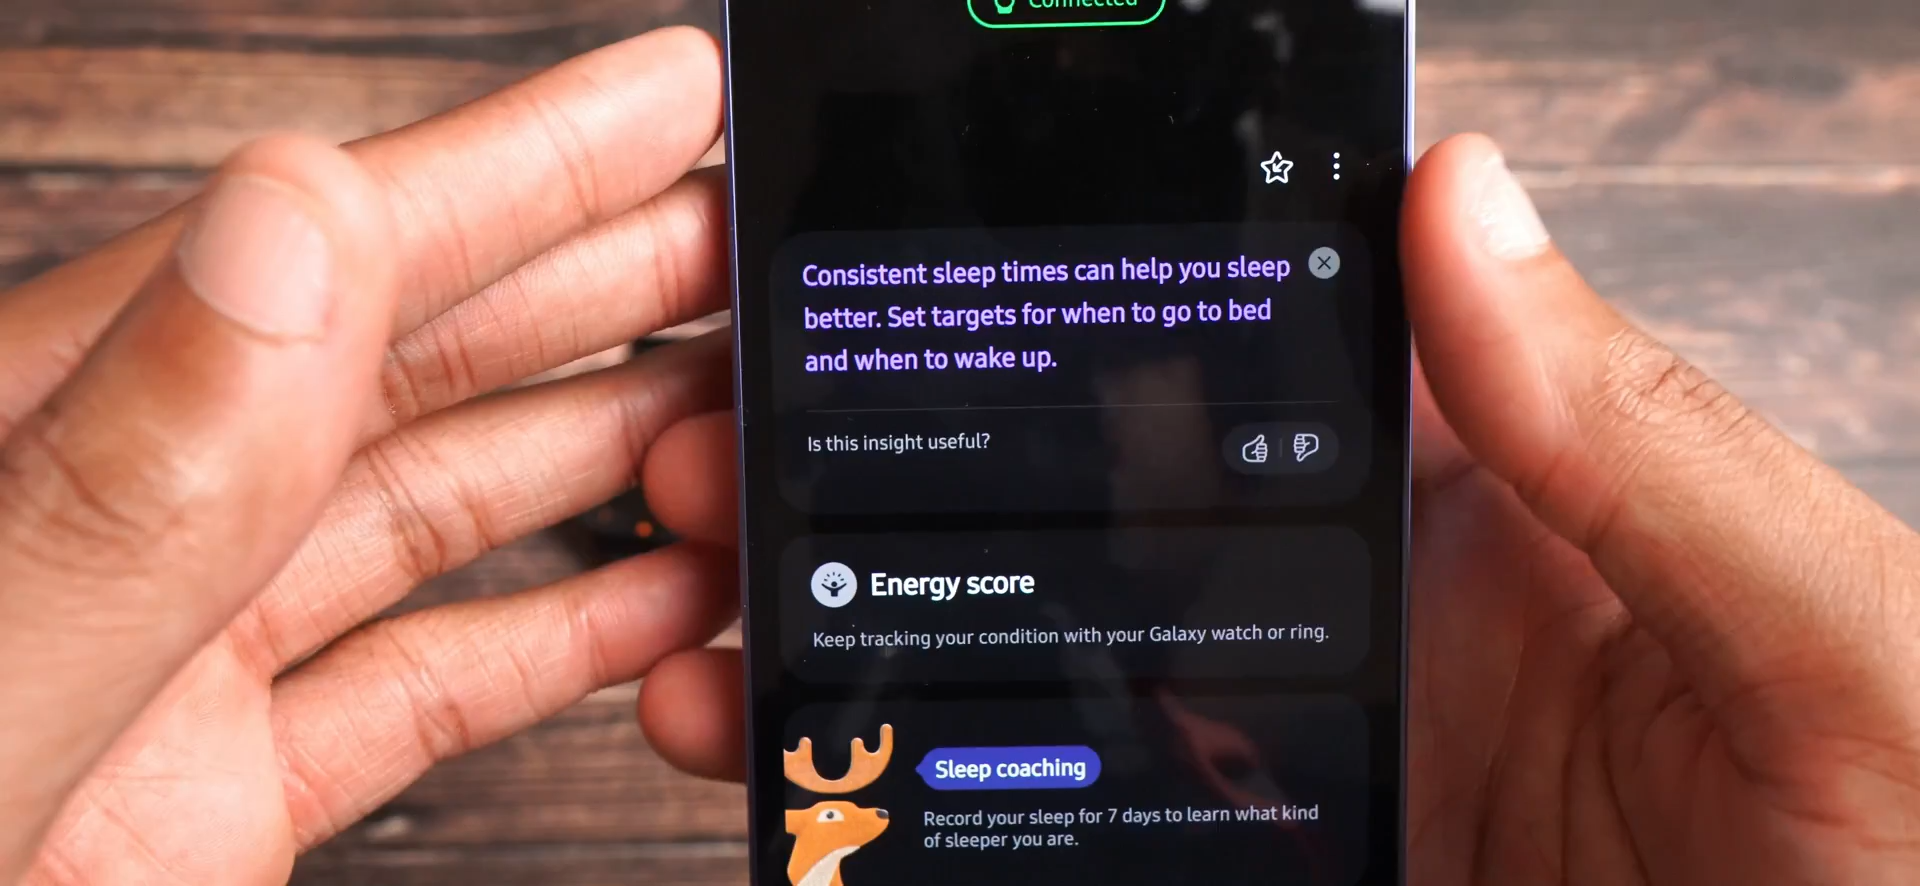 Connected
Consistent sleep times can help you sleep
better. Set targets for when to go to bed
and when to wake up.
Is this insight useful?
Energy score
Keep tracking your condition with your Galaxy watch or ring.
Sleep coaching
Record your sleep for 7 days to learn what kind
of sleeper you are.